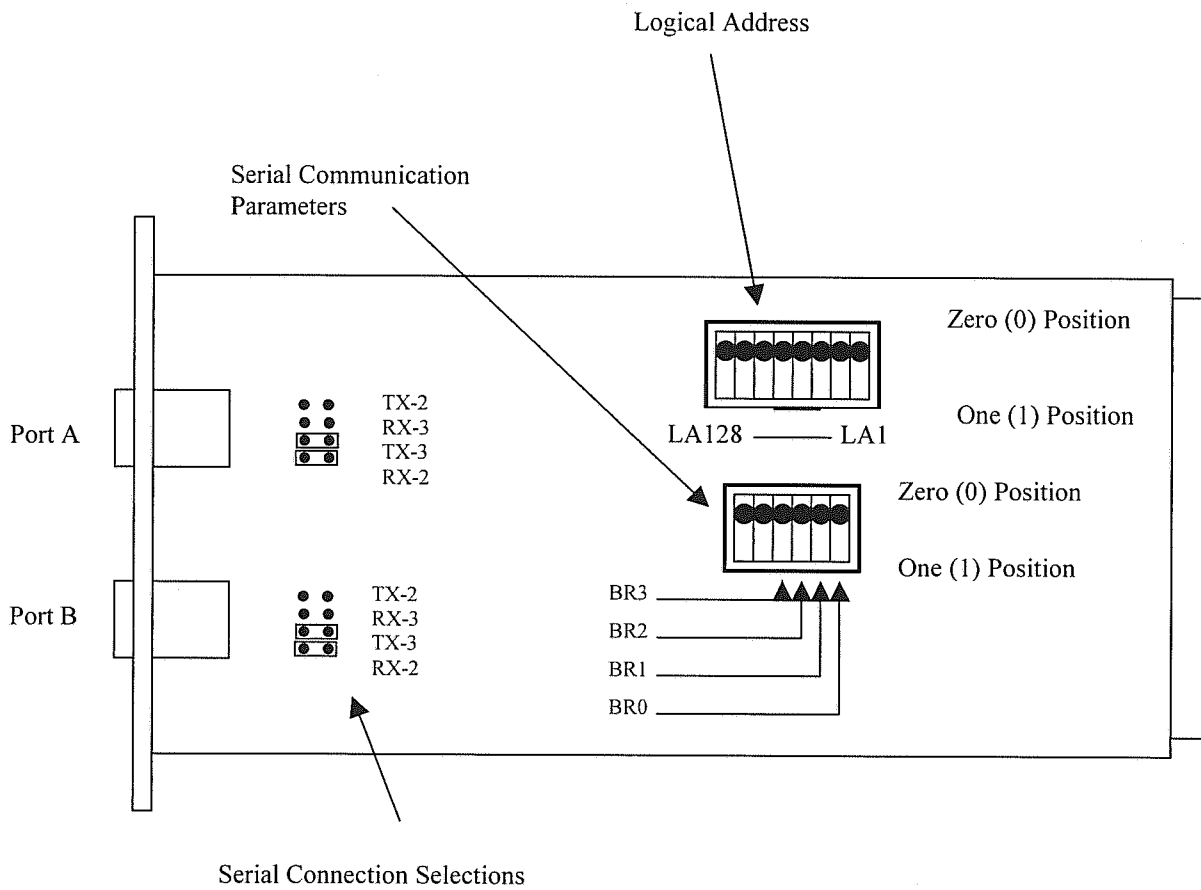 Logical Address
Serial Communication
Parameters
Zero (0) Position
One (1) Position
LA128
LA1
Port A
TX-2
RX-3
TX-3
RX-2
Zero (0) Position
One (1) Position
Port B
TX-2
RX-3
TX-3
RX-2
BR3
BR2
BR1
BR0
Serial Connection Selections